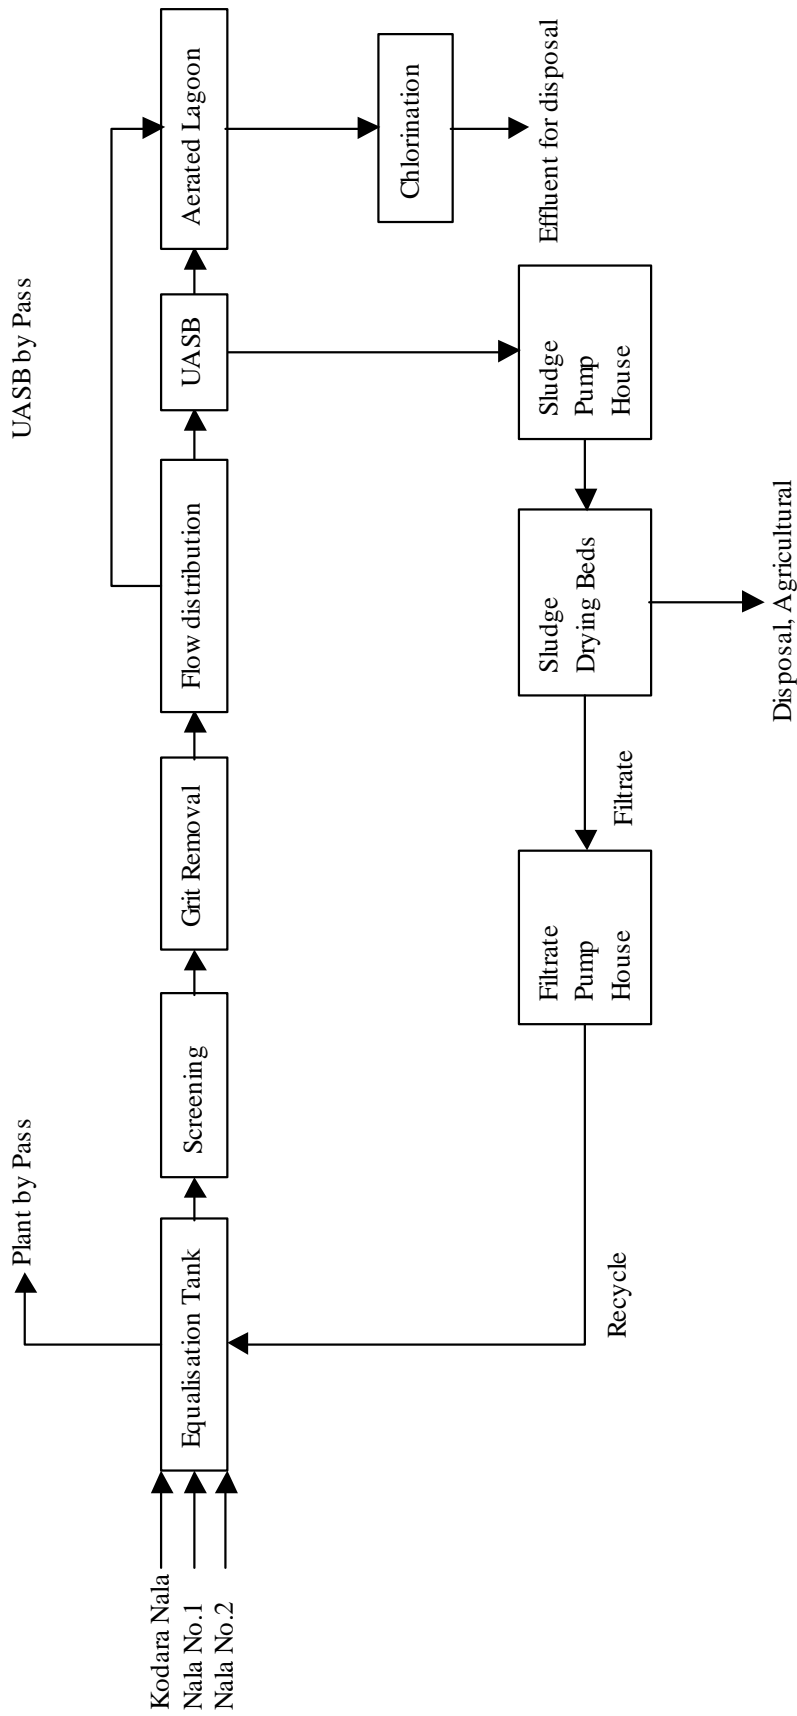 Plant by Pass
UASB by Pass
Kodara Nala
Nala No.1
Nala No.2
Equalisation Tank
Screening
Grit Removal
Flow distribution
UASB
Aerated Lagoon
Chlorination
Effluent for disposal
Recycle
Filtrate
Pump
House
Filtrate
Sludge
Drying Beds
Sludge
Pump
House
Disposal, Agricultural